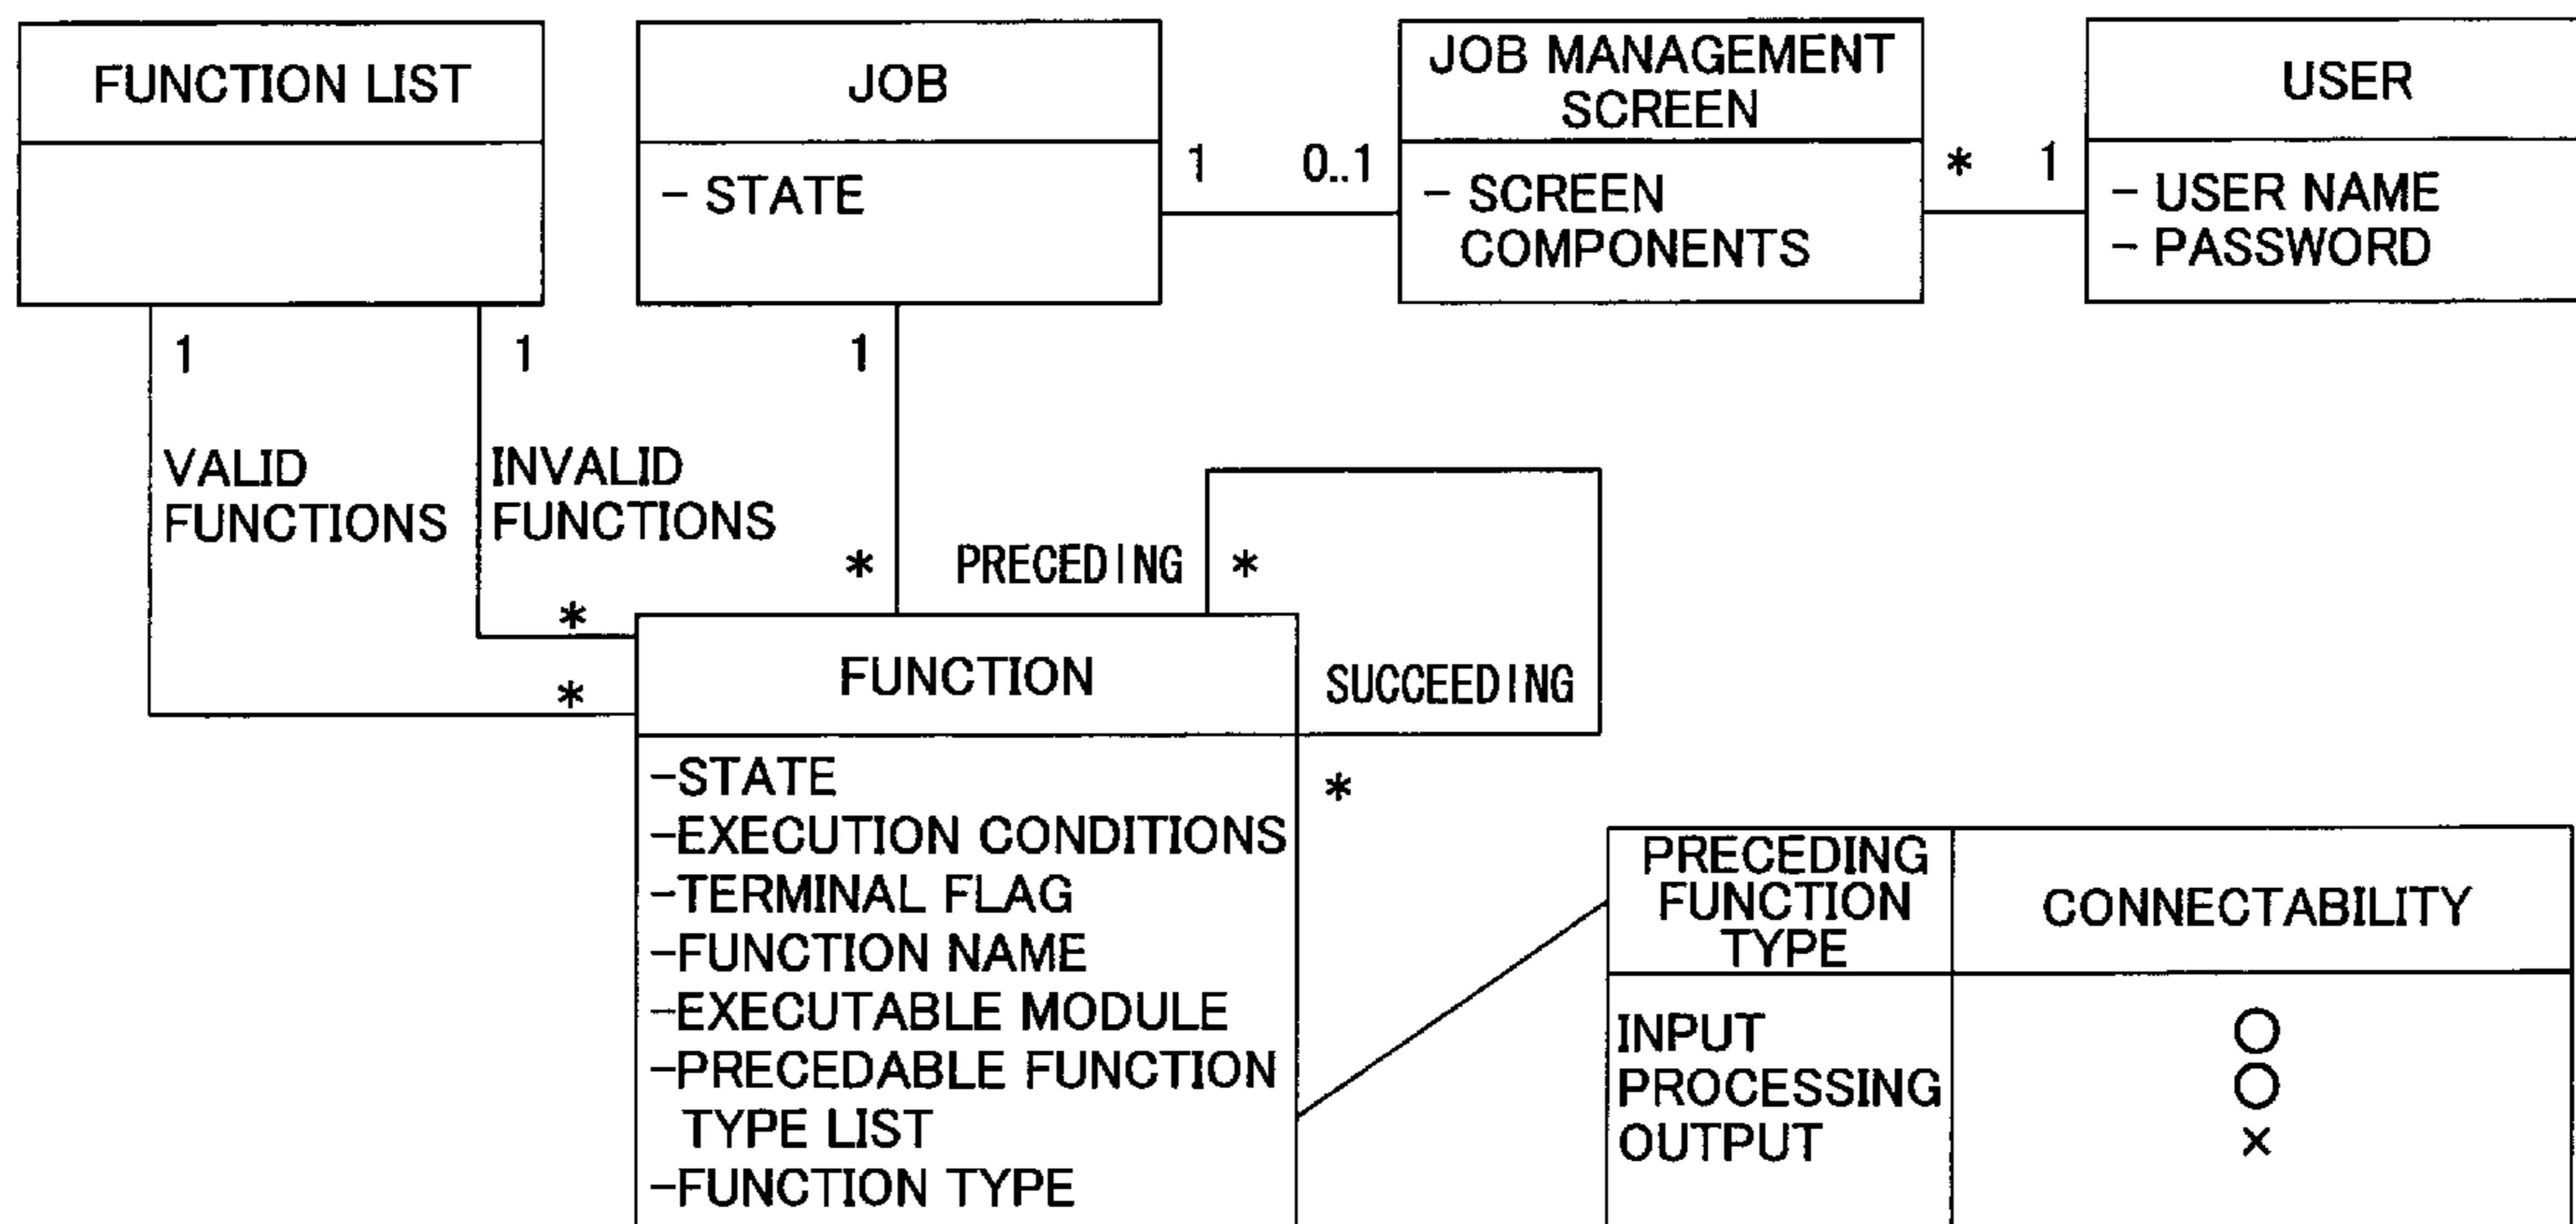 FUNCTION LIST
JOB
- STATE
JOB MANAGEMENT
SCREEN
- SCREEN
COMPONENTS
USER
- USER NAME
- PASSWORD
1
0..1
*
1
1
1
1
VALID
FUNCTIONS
INVALID
FUNCTIONS
*
*
*
PRECEDING
*
SUCCEEDING
*
FUNCTION
-STATE
-EXECUTION CONDITIONS
-TERMINAL FLAG
-FUNCTION NAME
-EXECUTABLE MODULE
-PRECEDABLE FUNCTION
TYPE LIST
-FUNCTION TYPE
PRECEDING
FUNCTION
TYPE
CONNECTABILITY
INPUT ○
PROCESSING ○
OUTPUT ×